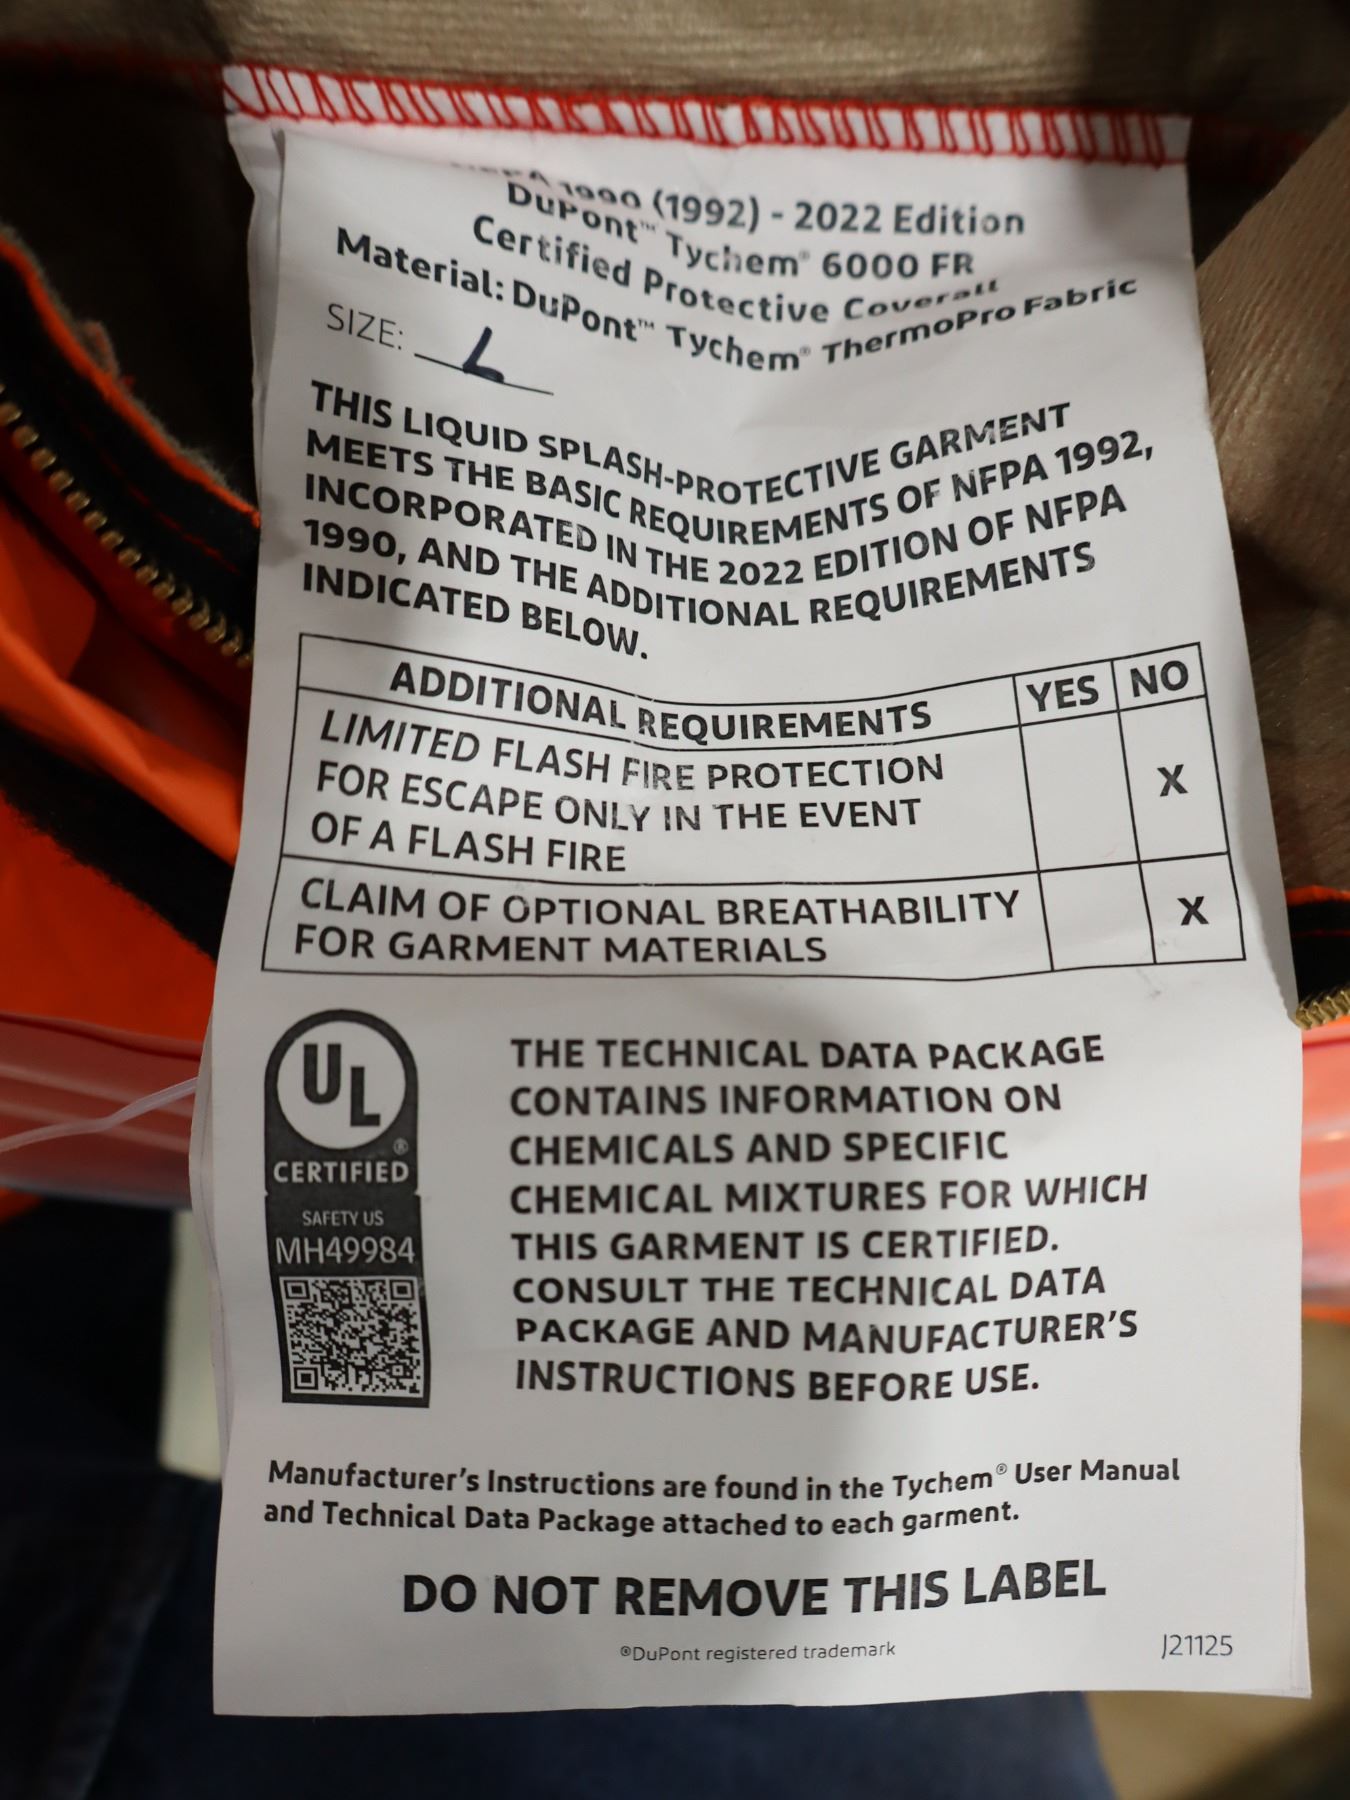 NFPA 1990 (1992) - 2022 Edition
DuPont™ Tychem® 6000 FR
Certified Protective Coverall
Material: DuPont™ Tychem® ThermoPro Fabric
SIZE: L
THIS LIQUID SPLASH-PROTECTIVE GARMENT
MEETS THE BASIC REQUIREMENTS OF NFPA 1992,
INCORPORATED IN THE 2022 EDITION OF NFPA
1990, AND THE ADDITIONAL REQUIREMENTS
INDICATED BELOW.
ADDITIONAL REQUIREMENTS YES NO
LIMITED FLASH FIRE PROTECTION
FOR ESCAPE ONLY IN THE EVENT X
OF A FLASH FIRE
CLAIM OF OPTIONAL BREATHABILITY X
FOR GARMENT MATERIALS
UL®
CERTIFIED
SAFETY US
MH49984
THE TECHNICAL DATA PACKAGE
CONTAINS INFORMATION ON
CHEMICALS AND SPECIFIC
CHEMICAL MIXTURES FOR WHICH
THIS GARMENT IS CERTIFIED.
CONSULT THE TECHNICAL DATA
PACKAGE AND MANUFACTURER'S
INSTRUCTIONS BEFORE USE.
Manufacturer's Instructions are found in the Tychem® User Manual
and Technical Data Package attached to each garment.
DO NOT REMOVE THIS LABEL
®DuPont registered trademark
J21125